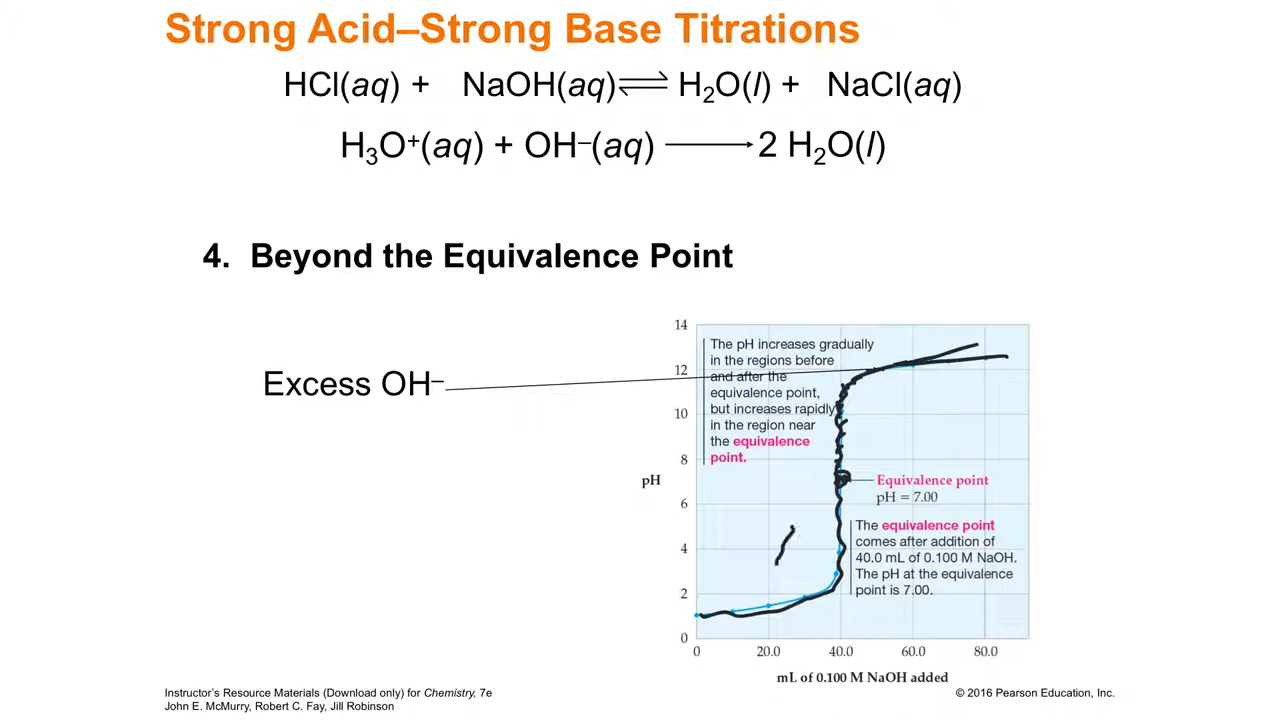 Strong Acid–Strong Base Titrations
HCl(aq) + NaOH(aq) ⇌ H₂O(l) + NaCl(aq)
H₃O⁺(aq) + OH⁻(aq) ⟶ 2 H₂O(l)
4. Beyond the Equivalence Point
Excess OH⁻
14
12
10
8
6
4
2
0
pH
The pH increases gradually
in the regions before
and after the
equivalence point,
but increases rapidly
in the region near
the equivalence
point.
Equivalence point
pH = 7.00
The equivalence point
comes after addition of
40.0 mL of 0.100 M NaOH.
The pH at the equivalence
point is 7.00.
0 20.0 40.0 60.0 80.0
mL of 0.100 M NaOH added
Instructor’s Resource Materials (Download only) for Chemistry, 7e
John E. McMurry, Robert C. Fay, Jill Robinson
© 2016 Pearson Education, Inc.